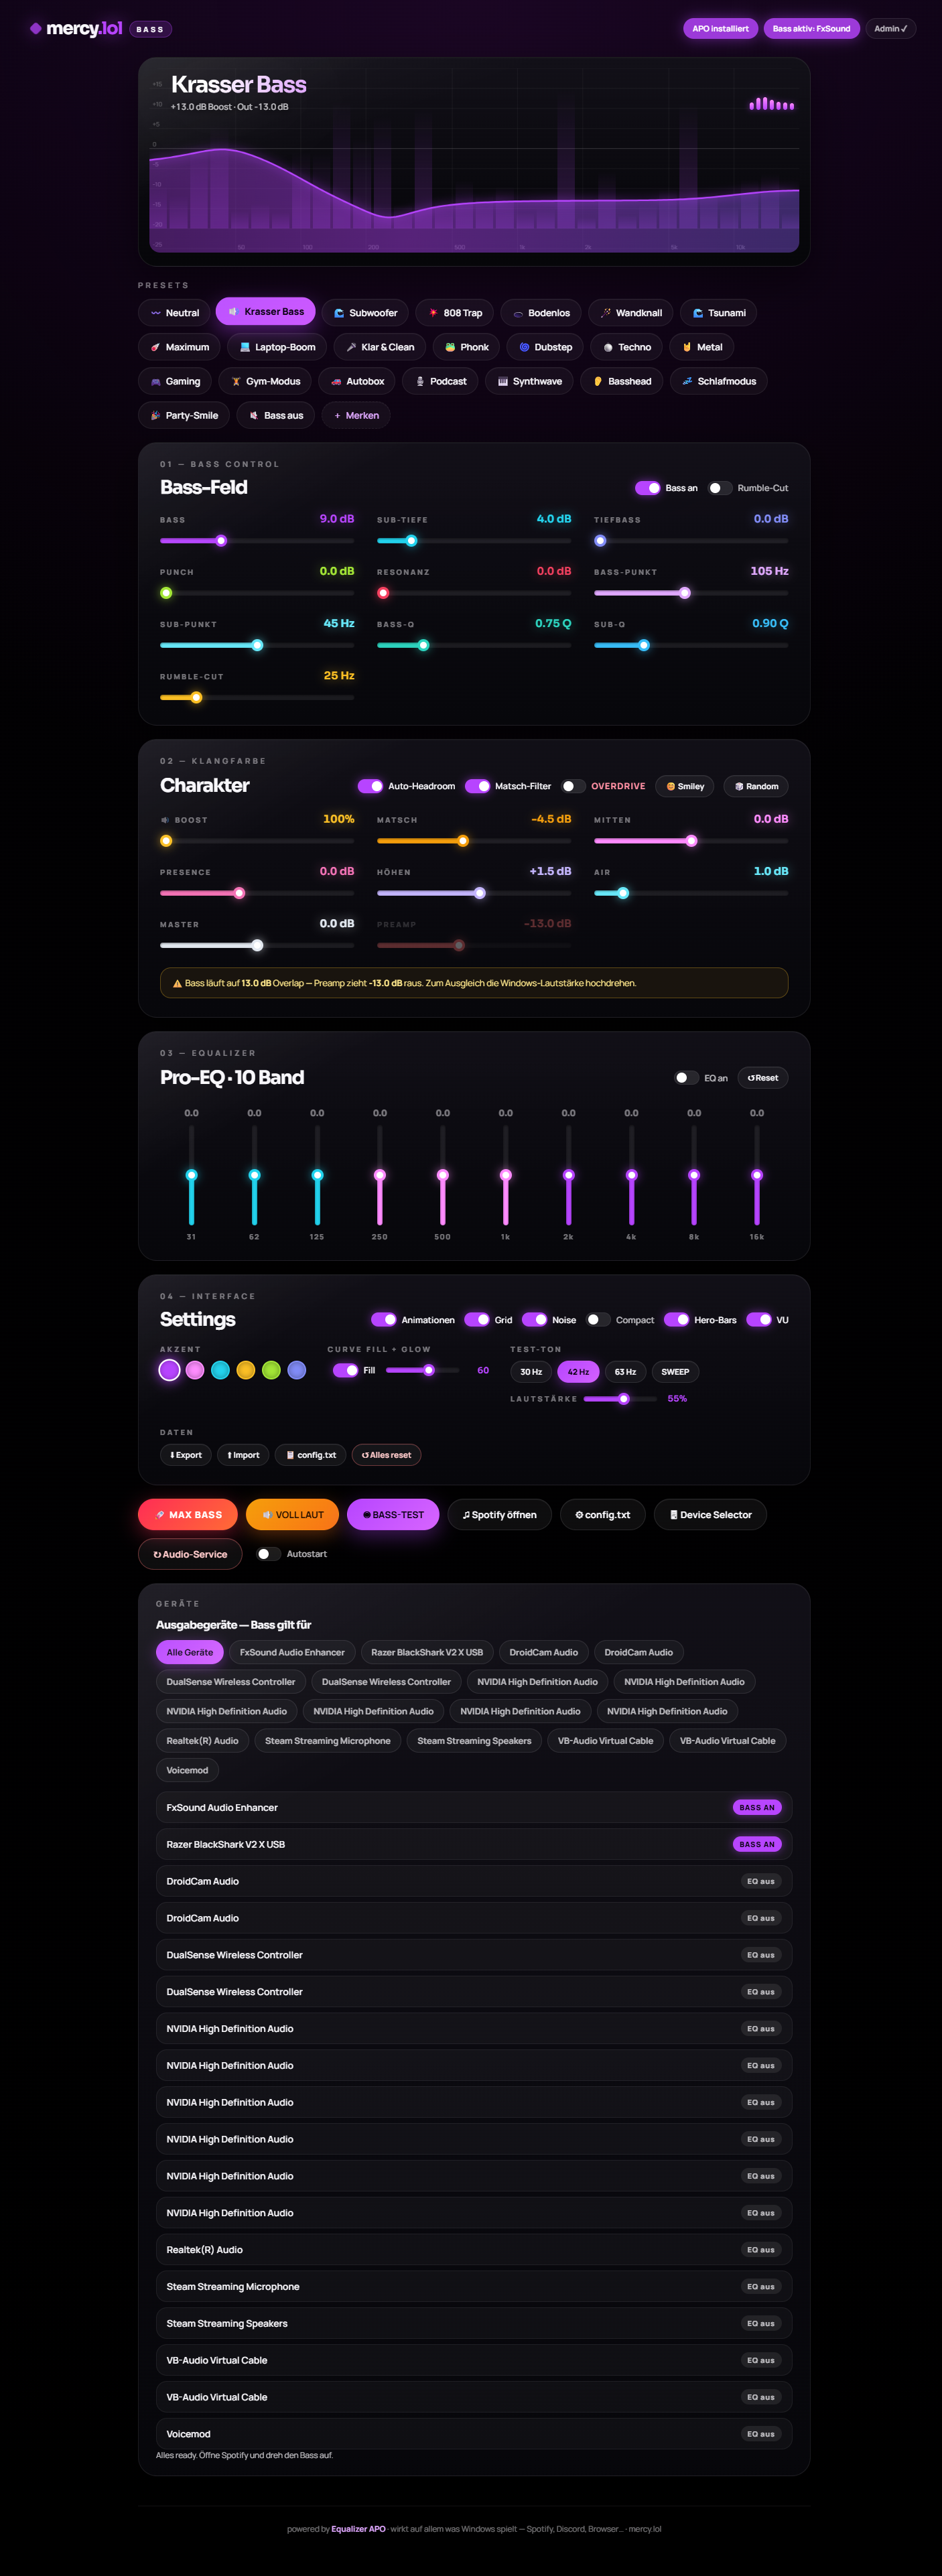 mercy.lol BASS APO installiert Bass aktiv: FxSound Admin ✓
Krasser Bass
+13.0 dB Boost · Out -13.0 dB
+15
+10
+5
0
-5
-10
-15
-20
-25
50 100 200 500 1k 2k 5k 10k
PRESETS
Neutral Krasser Bass Subwoofer 808 Trap Bodenlos Wandknall Tsunami
Maximum Laptop-Boom Klar & Clean Phonk Dubstep Techno Metal
Gaming Gym-Modus Autobox Podcast Synthwave Basshead Schlafmodus
Party-Smile Bass aus + Merken
01 — BASS CONTROL
Bass-Feld Bass an Rumble-Cut
BASS 9.0 dB SUB-TIEFE 4.0 dB TIEFBASS 0.0 dB
PUNCH 0.0 dB RESONANZ 0.0 dB BASS-PUNKT 105 Hz
SUB-PUNKT 45 Hz BASS-Q 0.75 Q SUB-Q 0.90 Q
RUMBLE-CUT 25 Hz
02 — KLANGFARBE
Charakter Auto-Headroom Matsch-Filter OVERDRIVE Smiley Random
BOOST 100% MATSCH -4.5 dB MITTEN 0.0 dB
PRESENCE 0.0 dB HÖHEN +1.5 dB AIR 1.0 dB
MASTER 0.0 dB PREAMP -13.0 dB
Bass läuft auf 13.0 dB Overlap — Preamp zieht -13.0 dB raus. Zum Ausgleich die Windows-Lautstärke hochdrehen.
03 — EQUALIZER
Pro-EQ · 10 Band EQ an ↺ Reset
0.0 0.0 0.0 0.0 0.0 0.0 0.0 0.0 0.0 0.0
31 62 125 250 500 1k 2k 4k 8k 16k
04 — INTERFACE
Settings Animationen Grid Noise Compact Hero-Bars VU
AKZENT CURVE FILL + GLOW TEST-TON
Fill 60 30 Hz 42 Hz 63 Hz SWEEP
LAUTSTÄRKE 55%
DATEN
⬇ Export ⬆ Import config.txt ↺ Alles reset
MAX BASS VOLL LAUT BASS-TEST ♫ Spotify öffnen ⚙ config.txt Device Selector
↻ Audio-Service Autostart
GERÄTE
Ausgabegeräte — Bass gilt für
Alle Geräte FxSound Audio Enhancer Razer BlackShark V2 X USB DroidCam Audio DroidCam Audio
DualSense Wireless Controller DualSense Wireless Controller NVIDIA High Definition Audio NVIDIA High Definition Audio
NVIDIA High Definition Audio NVIDIA High Definition Audio NVIDIA High Definition Audio NVIDIA High Definition Audio
Realtek(R) Audio Steam Streaming Microphone Steam Streaming Speakers VB-Audio Virtual Cable VB-Audio Virtual Cable
Voicemod
FxSound Audio Enhancer BASS AN
Razer BlackShark V2 X USB BASS AN
DroidCam Audio EQ aus
DroidCam Audio EQ aus
DualSense Wireless Controller EQ aus
DualSense Wireless Controller EQ aus
NVIDIA High Definition Audio EQ aus
NVIDIA High Definition Audio EQ aus
NVIDIA High Definition Audio EQ aus
NVIDIA High Definition Audio EQ aus
NVIDIA High Definition Audio EQ aus
NVIDIA High Definition Audio EQ aus
Realtek(R) Audio EQ aus
Steam Streaming Microphone EQ aus
Steam Streaming Speakers EQ aus
VB-Audio Virtual Cable EQ aus
VB-Audio Virtual Cable EQ aus
Voicemod EQ aus
Alles ready. Öffne Spotify und dreh den Bass auf.
powered by Equalizer APO · wirkt auf allem was Windows spielt — Spotify, Discord, Browser… · mercy.lol